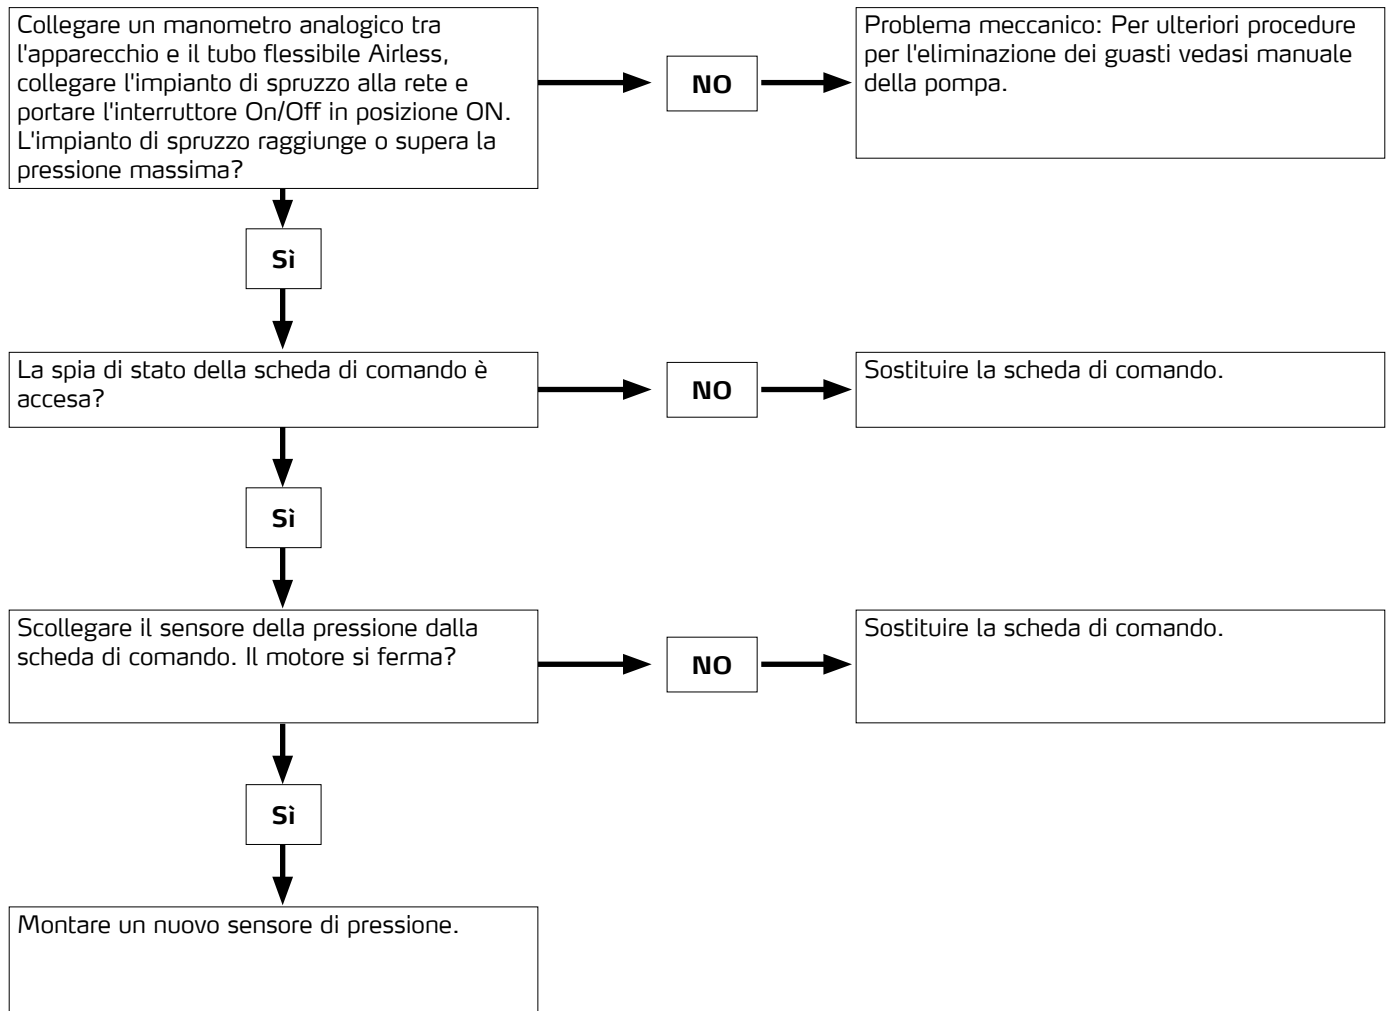 Collegare un manometro analogico tra
l'apparecchio e il tubo flessibile Airless,
collegare l'impianto di spruzzo alla rete e
portare l'interruttore On/Off in posizione ON.
L'impianto di spruzzo raggiunge o supera la
pressione massima?
NO
Problema meccanico: Per ulteriori procedure
per l'eliminazione dei guasti vedasi manuale
della pompa.
Sì
La spia di stato della scheda di comando è
accesa?
NO
Sostituire la scheda di comando.
Sì
Scollegare il sensore della pressione dalla
scheda di comando. Il motore si ferma?
NO
Sostituire la scheda di comando.
Sì
Montare un nuovo sensore di pressione.